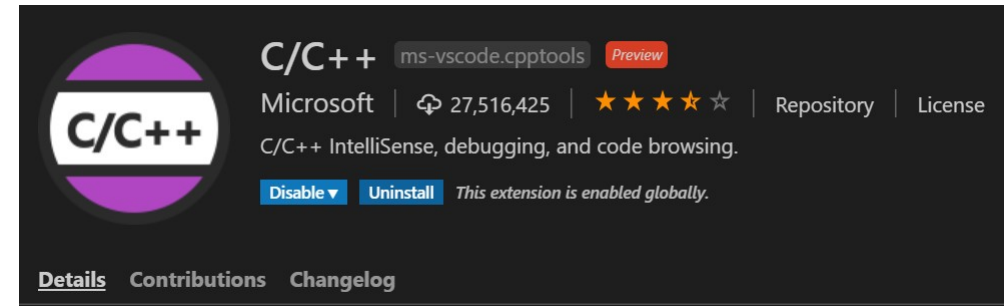 C/C++
C/C++ ms-vscode.cpptools Preview
Microsoft 27,516,425 Repository License
C/C++ IntelliSense, debugging, and code browsing.
Disable Uninstall This extension is enabled globally.
Details Contributions Changelog